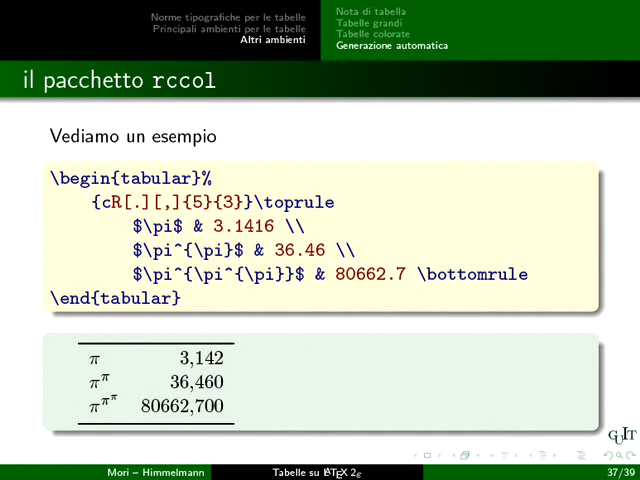 Norme tipografiche per le tabelle
Principali ambienti per le tabelle
Altri ambienti
Nota di tabella
Tabelle grandi
Tabelle colorate
Generazione automatica
il pacchetto rccol
Vediamo un esempio
\begin{tabular}%
{cR[.][,]{5}{3}}\toprule
$\pi$ & 3.1416 \\
$\pi^{\pi}$ & 36.46 \\
$\pi^{\pi^{\pi}}$ & 80662.7 \bottomrule
\end{tabular}
π 3,142
π^π 36,460
π^π^π 80662,700
GUIT
Mori – Himmelmann Tabelle su LATEX 2ε 37/39